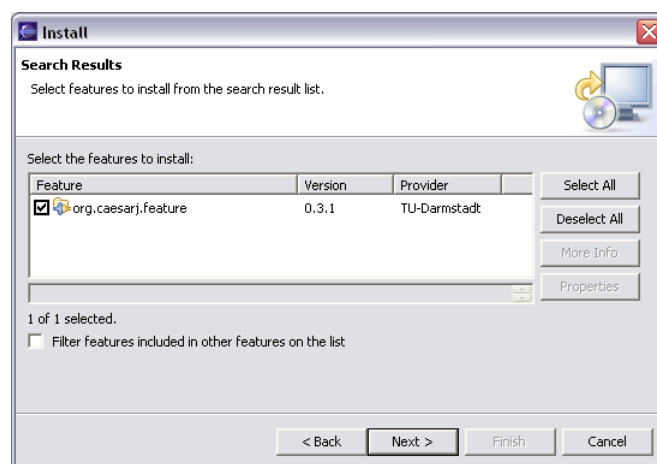 Install
Search Results
Select features to install from the search result list.
Select the features to install:
Feature Version Provider
org.caesarj.feature 0.3.1 TU-Darmstadt
Select All
Deselect All
More Info
Properties
1 of 1 selected.
Filter features included in other features on the list
< Back Next > Finish Cancel